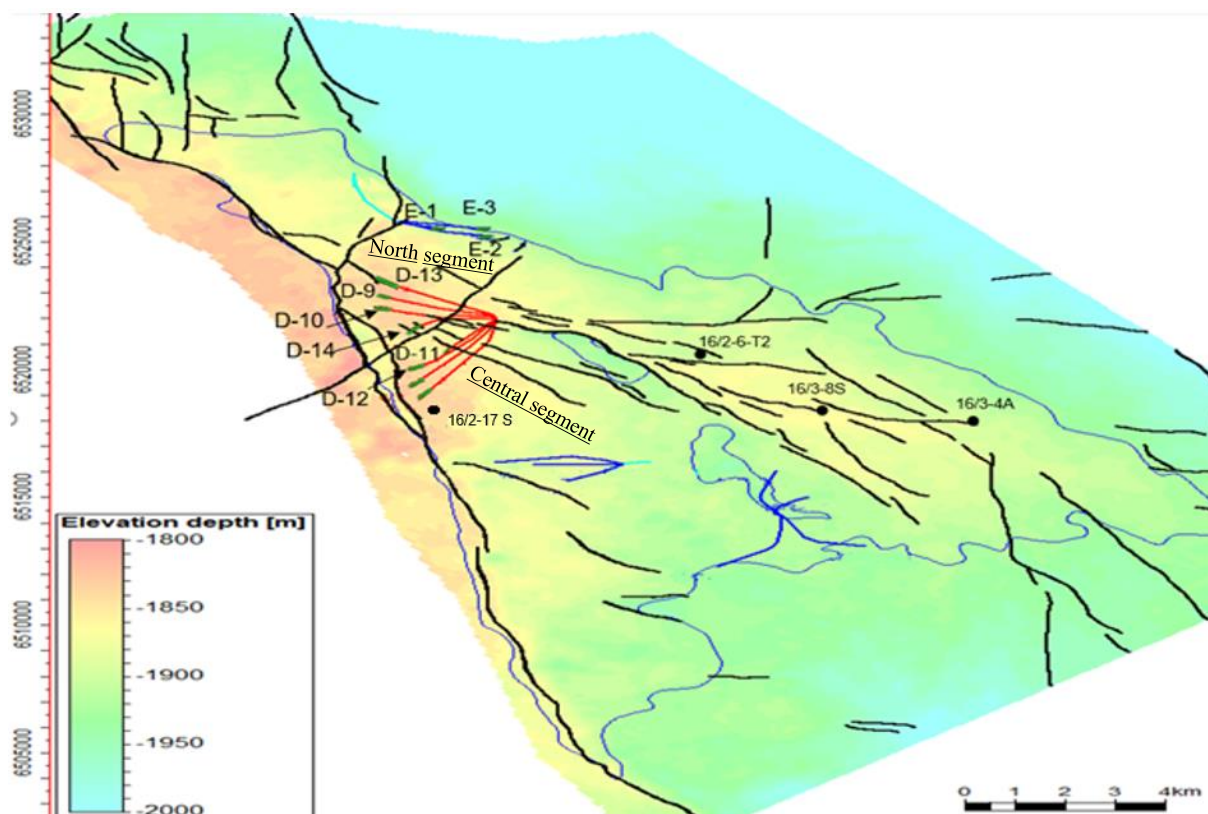 6530000
6525000
6520000
6515000
6510000
6505000
E-1
E-3
E-2
North segment
D-13
D-9
D-10
D-14
D-11
D-12
16/2-17 S
Central segment
16/2-6-T2
16/3-8S
16/3-4A
Elevation depth [m]
-1800
-1850
-1900
-1950
-2000
0 1 2 3 4km